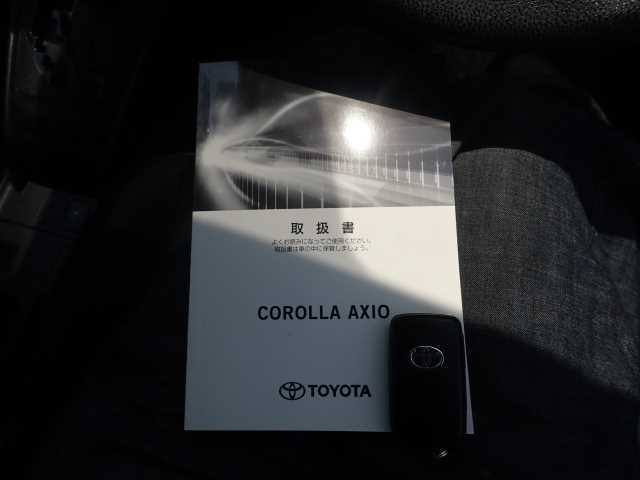 取扱書
よくお読みになってご使用ください。
取扱書は車の中に保管しましょう。
COROLLA AXIO
TOYOTA